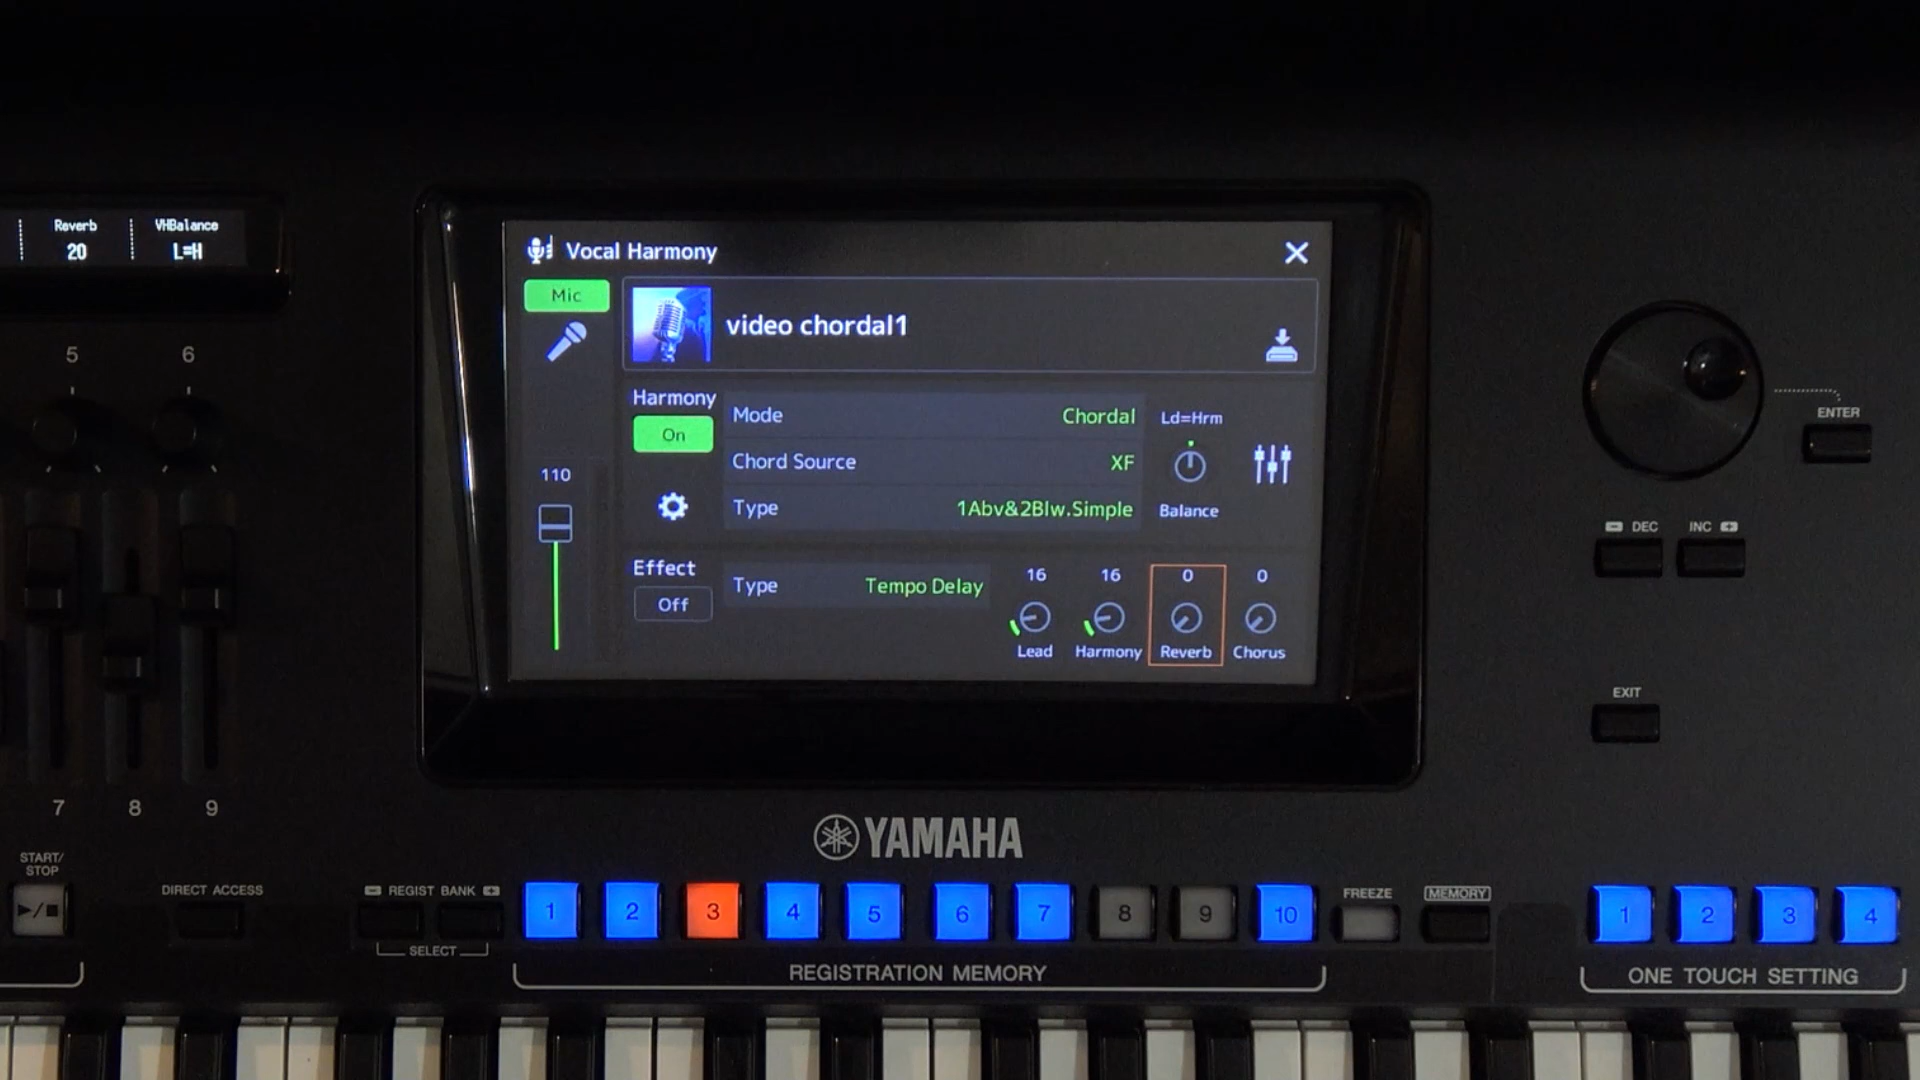 Reverb
VHBalance
20
L=H
5
6
7
8
9
START/
STOP
DIRECT ACCESS
REGIST BANK
SELECT
Vocal Harmony
Mic
video chordal1
110
Harmony
On
Mode
Chordal
Chord Source
XF
Type
1Abv&2Blw.Simple
Ld=Hrm
Balance
Effect
Off
Type
Tempo Delay
16
16
0
0
Lead
Harmony
Reverb
Chorus
ENTER
DEC
INC
EXIT
YAMAHA
1
2
3
4
5
6
7
8
9
10
FREEZE
MEMORY
REGISTRATION MEMORY
1
2
3
4
ONE TOUCH SETTING